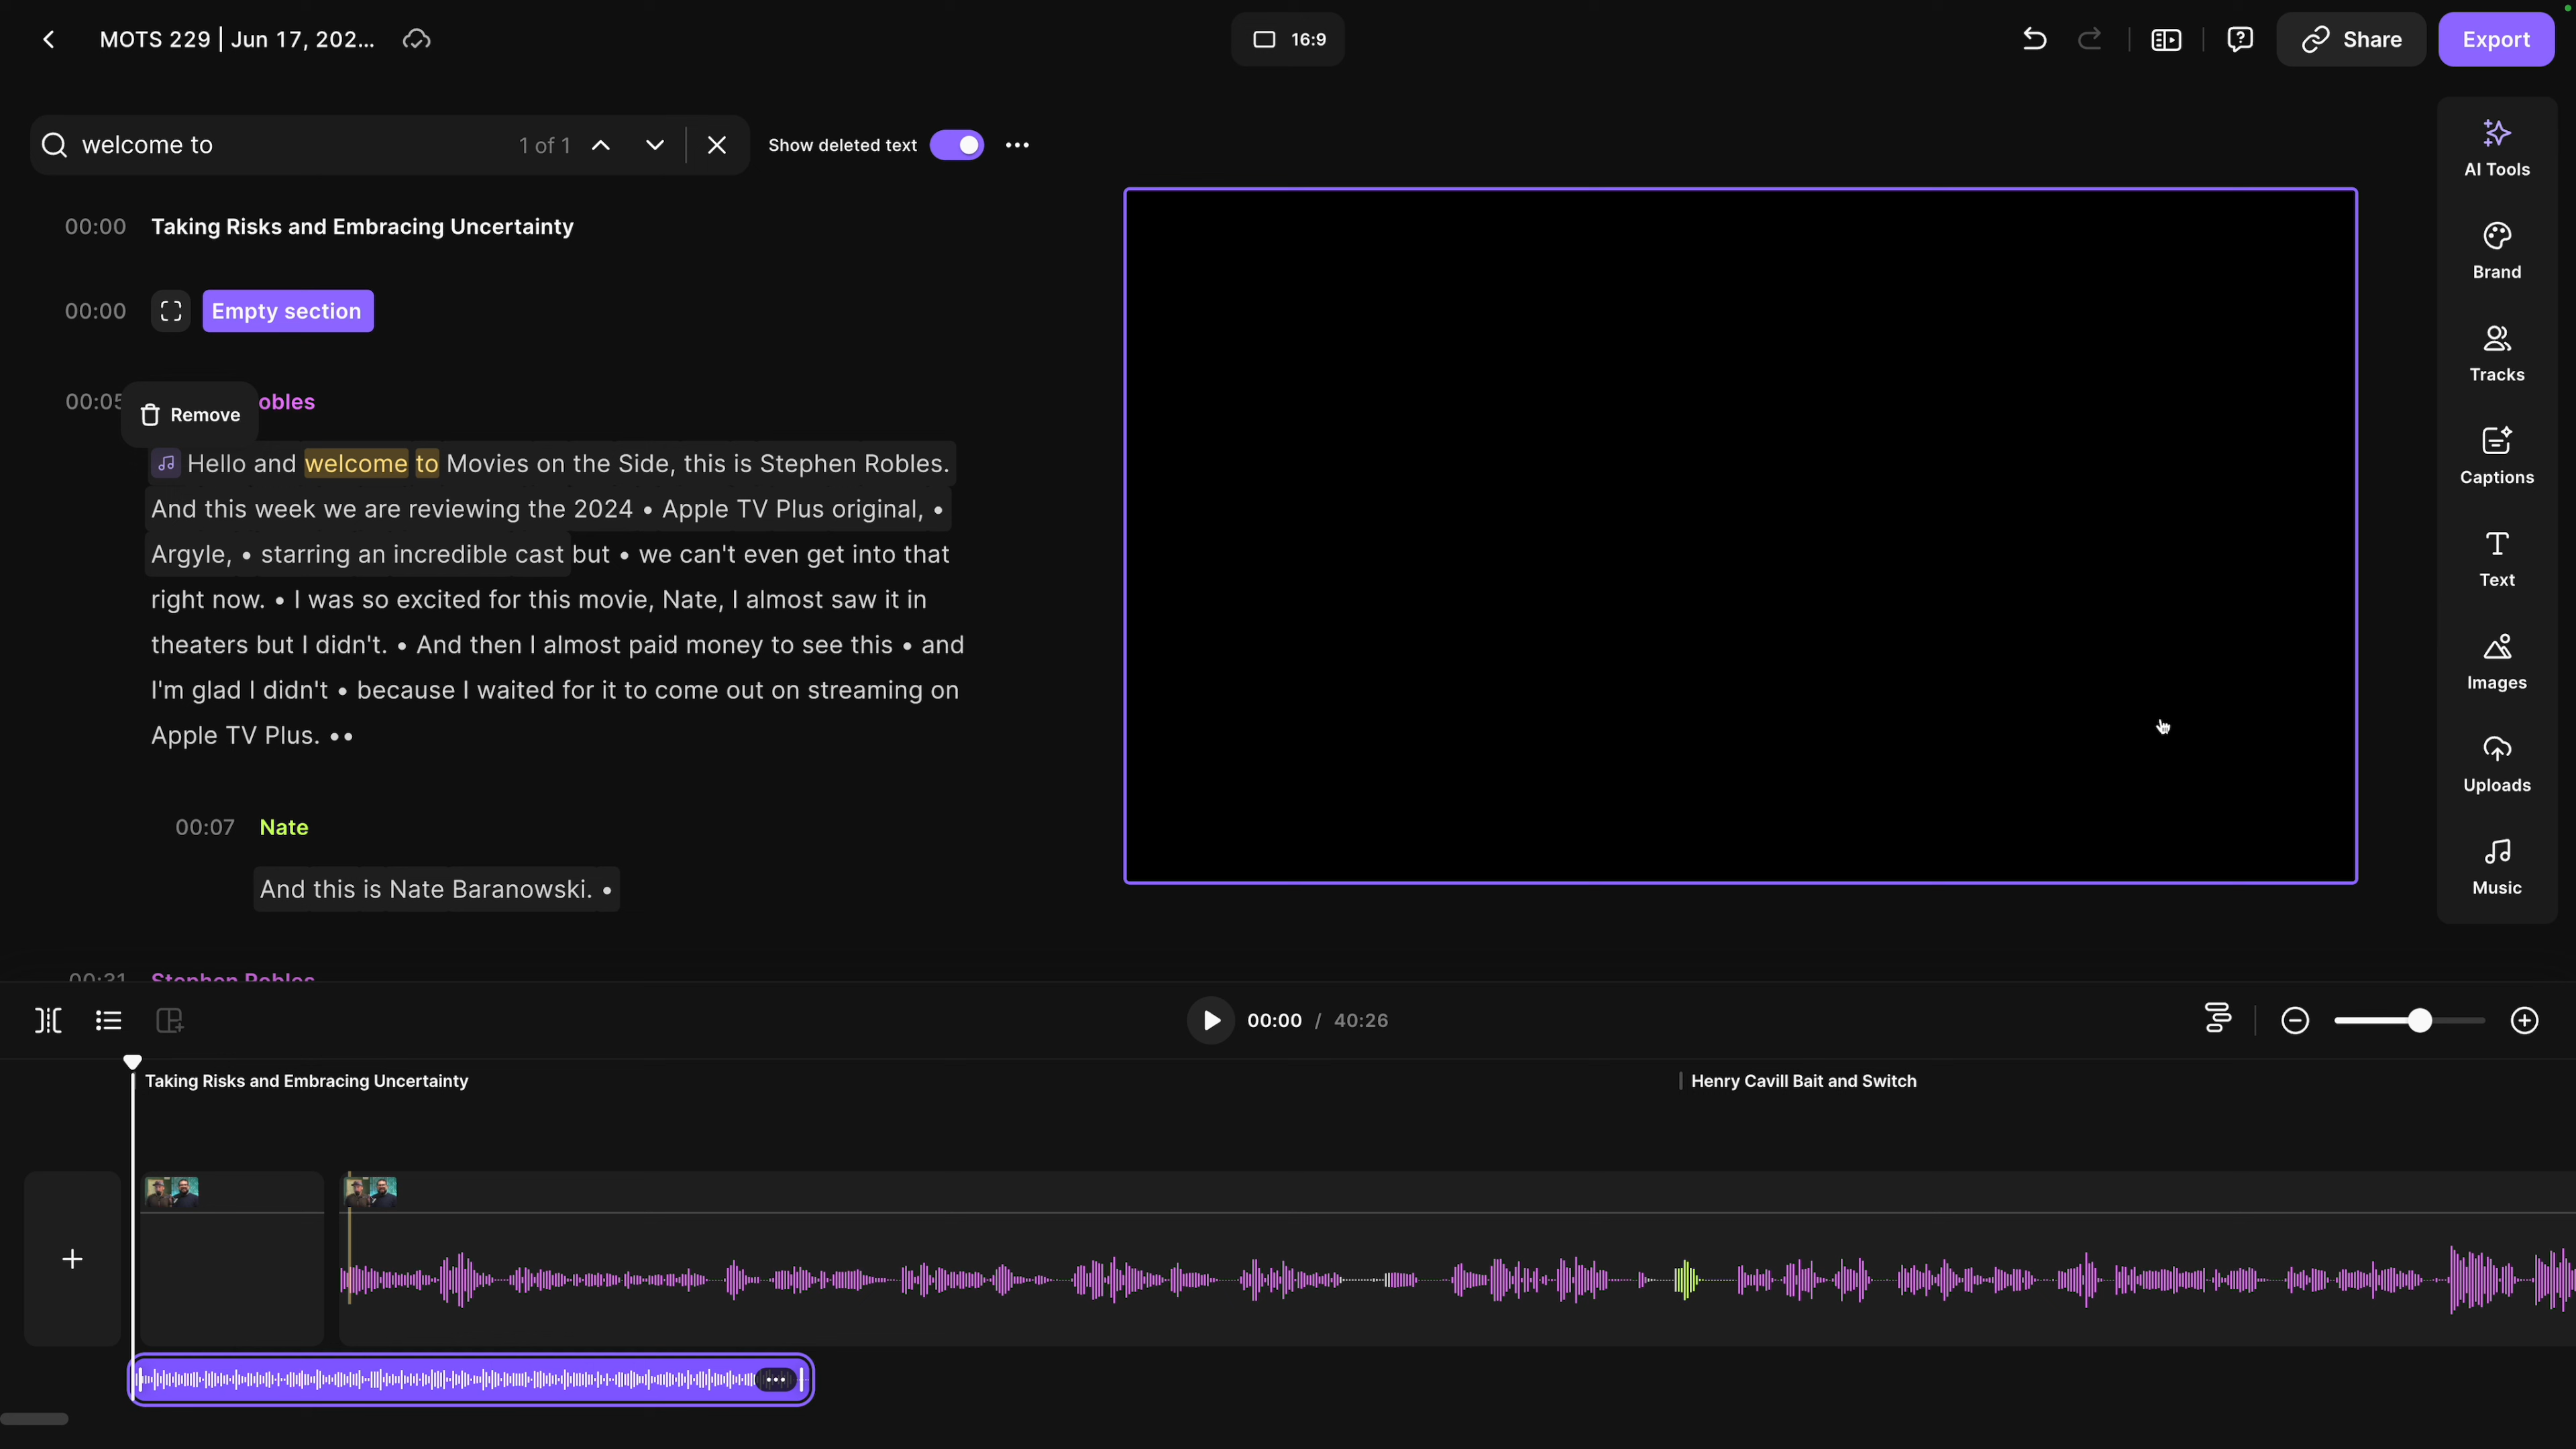 MOTS 229 | Jun 17, 202...
16:9
Share
Export
welcome to
1 of 1
Show deleted text
AI Tools
Brand
Tracks
Captions
Text
Images
Uploads
Music
00:00 Taking Risks and Embracing Uncertainty
00:00 Empty section
00:05 obles
Remove
Hello and welcome to Movies on the Side, this is Stephen Robles.
And this week we are reviewing the 2024 • Apple TV Plus original, •
Argyle, • starring an incredible cast but • we can't even get into that
right now. • I was so excited for this movie, Nate, I almost saw it in
theaters but I didn't. • And then I almost paid money to see this • and
I'm glad I didn't • because I waited for it to come out on streaming on
Apple TV Plus. ••
00:07 Nate
And this is Nate Baranowski. •
00:31 Stephen Robles
00:00 / 40:26
Taking Risks and Embracing Uncertainty
Henry Cavill Bait and Switch